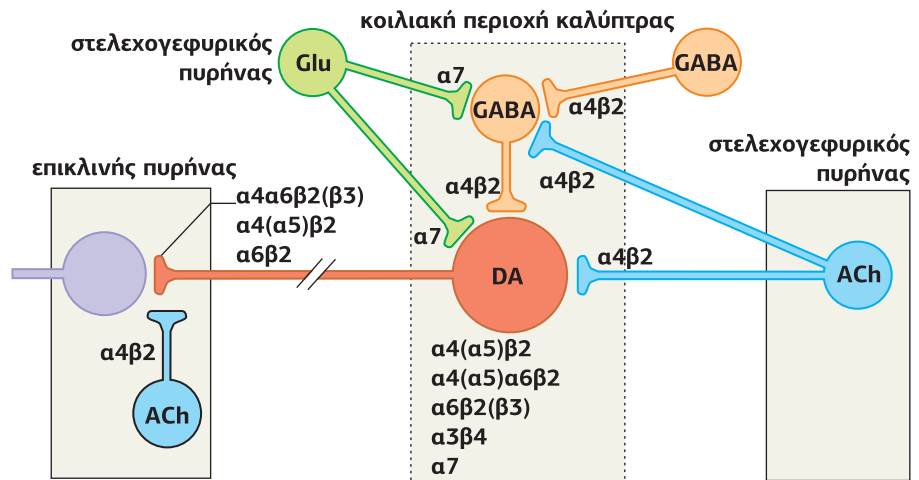 κοιλιακή περιοχή καλύπτρας
στελεχογεφυρικός
πυρήνας
Glu
α7
GABA
α4β2
GABA
στελεχογεφυρικός
πυρήνας
επικλινής πυρήνας
α4α6β2(β3)
α4(α5)β2
α6β2
α4β2
α4β2
α7
α4β2
DA
ACh
α4β2
ACh
α4(α5)β2
α4(α5)α6β2
α6β2(β3)
α3β4
α7